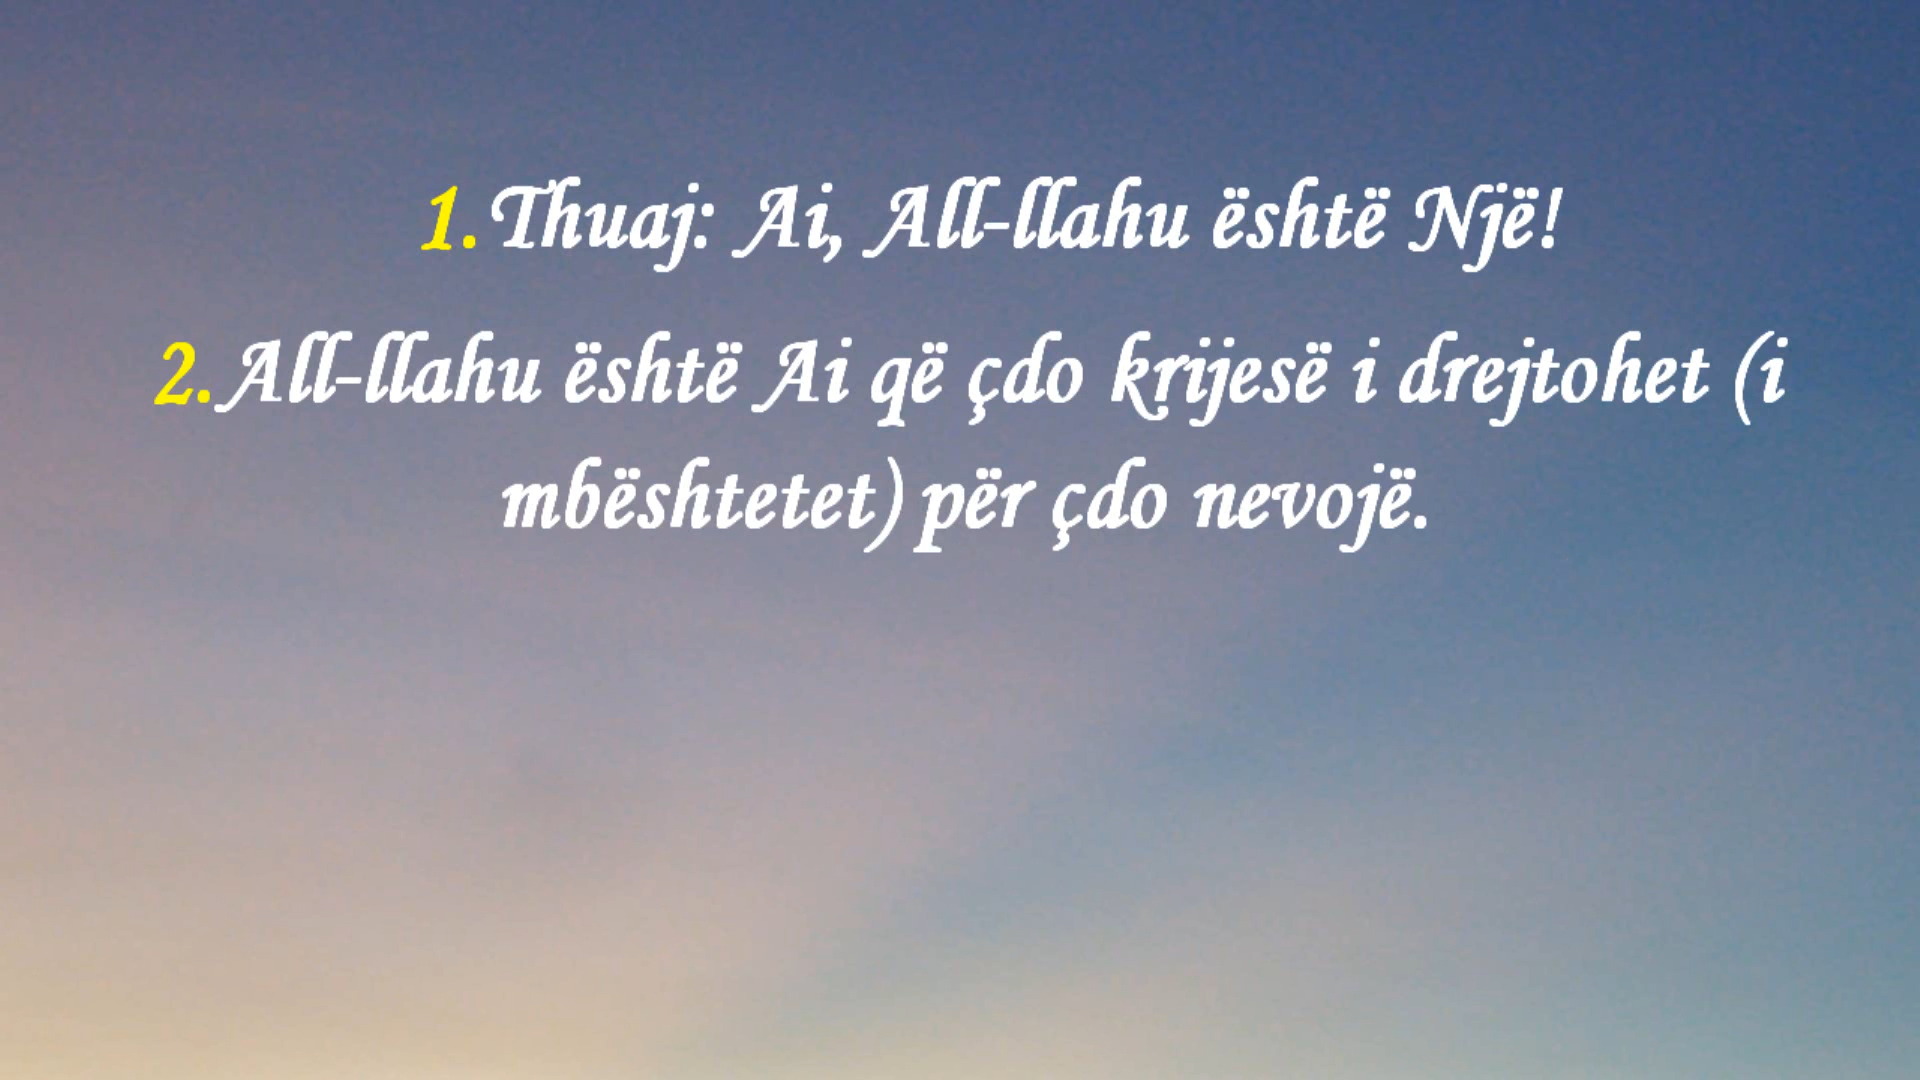 1.Thuaj: Ai, All-llahu është Një!
2.All-llahu është Ai që çdo krijesë i drejtohet (i
mbështetet) për çdo nevojë.